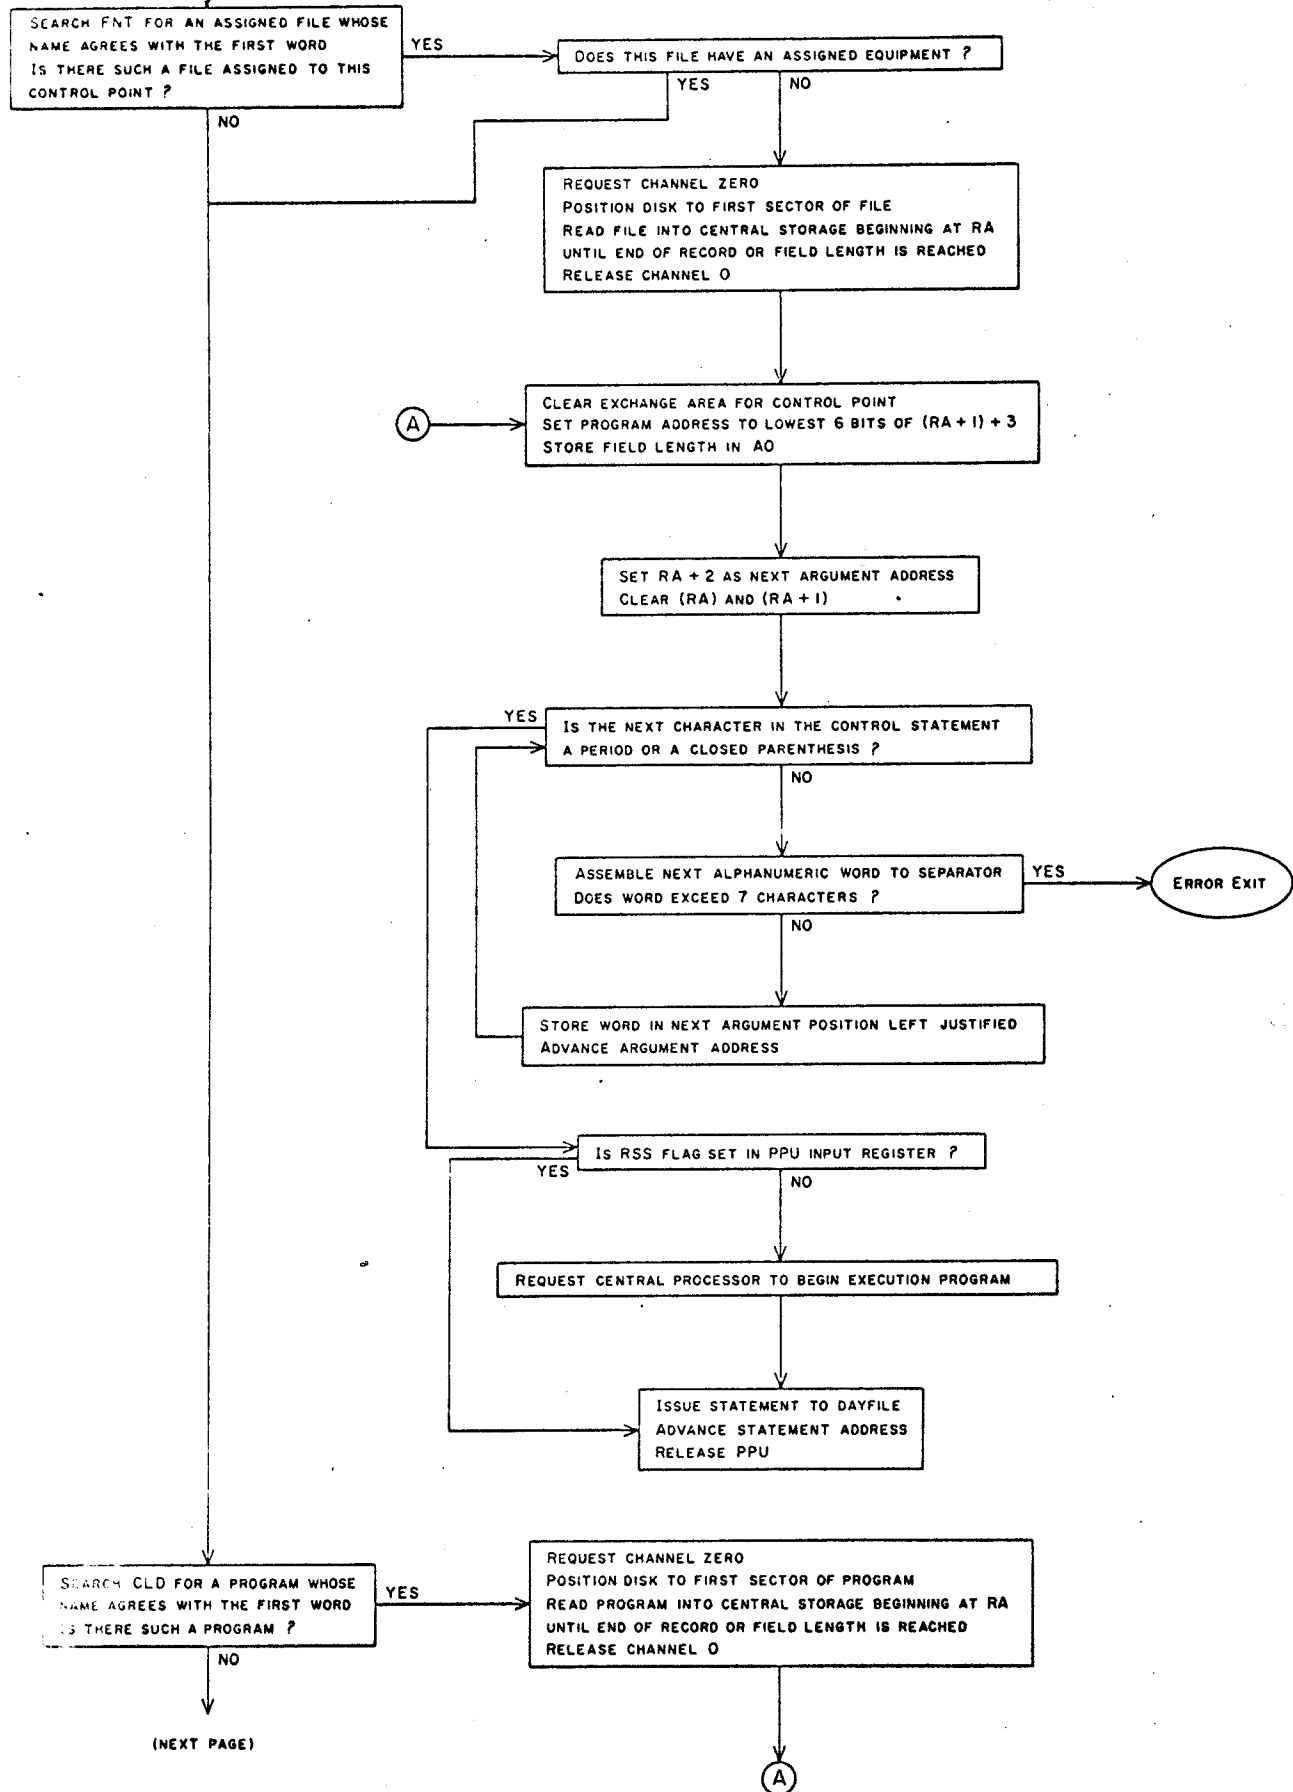 SEARCH FNT FOR AN ASSIGNED FILE WHOSE
NAME AGREES WITH THE FIRST WORD
IS THERE SUCH A FILE ASSIGNED TO THIS
CONTROL POINT ?
YES
NO
DOES THIS FILE HAVE AN ASSIGNED EQUIPMENT ?
YES
NO
REQUEST CHANNEL ZERO
POSITION DISK TO FIRST SECTOR OF FILE
READ FILE INTO CENTRAL STORAGE BEGINNING AT RA
UNTIL END OF RECORD OR FIELD LENGTH IS REACHED
RELEASE CHANNEL 0
A
CLEAR EXCHANGE AREA FOR CONTROL POINT
SET PROGRAM ADDRESS TO LOWEST 6 BITS OF (RA + 1) + 3
STORE FIELD LENGTH IN A0
SET RA + 2 AS NEXT ARGUMENT ADDRESS
CLEAR (RA) AND (RA + 1)
YES
IS THE NEXT CHARACTER IN THE CONTROL STATEMENT
A PERIOD OR A CLOSED PARENTHESIS ?
NO
ASSEMBLE NEXT ALPHANUMERIC WORD TO SEPARATOR
DOES WORD EXCEED 7 CHARACTERS ?
YES
ERROR EXIT
NO
STORE WORD IN NEXT ARGUMENT POSITION LEFT JUSTIFIED
ADVANCE ARGUMENT ADDRESS
IS RSS FLAG SET IN PPU INPUT REGISTER ?
YES
NO
REQUEST CENTRAL PROCESSOR TO BEGIN EXECUTION PROGRAM
ISSUE STATEMENT TO DAYFILE
ADVANCE STATEMENT ADDRESS
RELEASE PPU
SEARCH CLD FOR A PROGRAM WHOSE
NAME AGREES WITH THE FIRST WORD
IS THERE SUCH A PROGRAM ?
YES
NO
REQUEST CHANNEL ZERO
POSITION DISK TO FIRST SECTOR OF PROGRAM
READ PROGRAM INTO CENTRAL STORAGE BEGINNING AT RA
UNTIL END OF RECORD OR FIELD LENGTH IS REACHED
RELEASE CHANNEL 0
(NEXT PAGE)
A